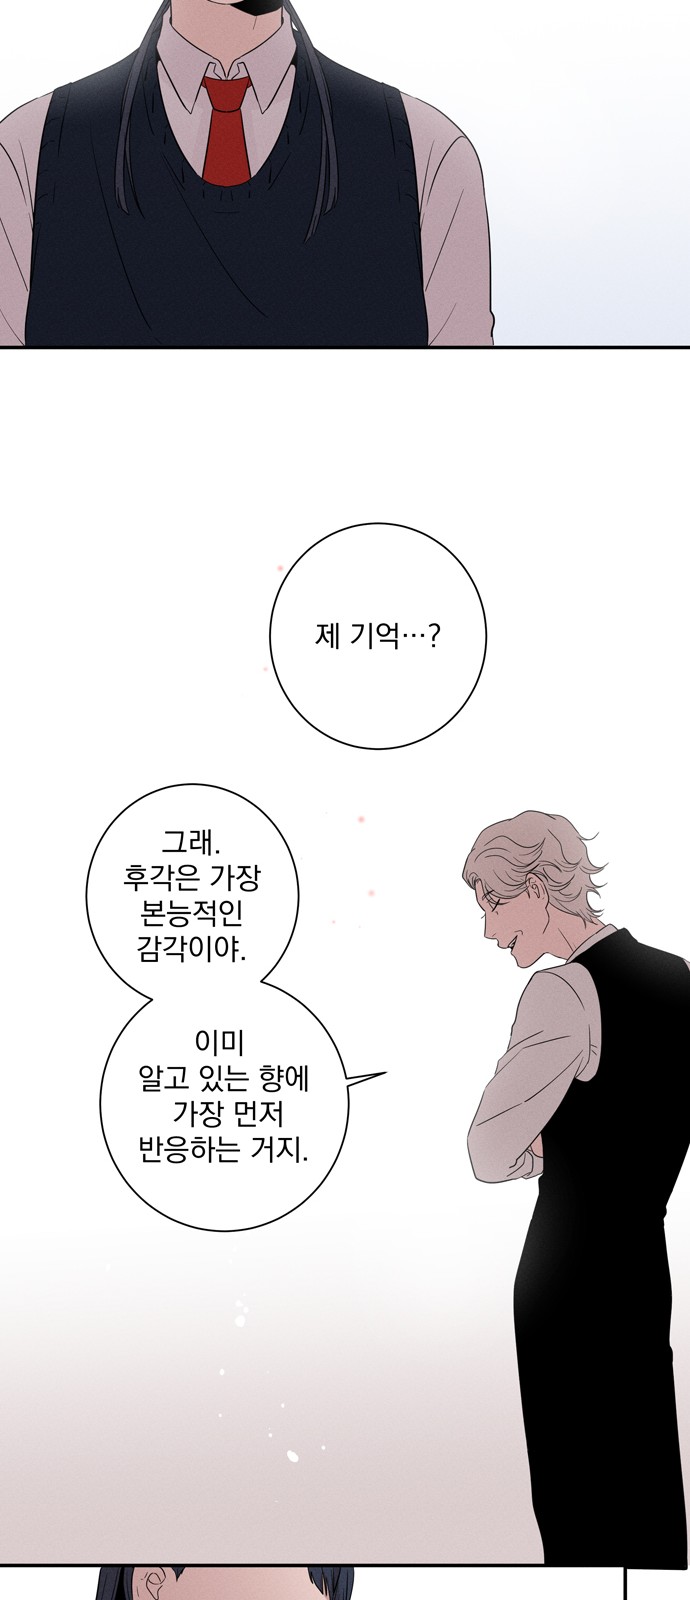 제 기억…?
그래.
후각은 가장
본능적인
감각이야.
이미
알고 있는 향에
가장 먼저
반응하는 거지.